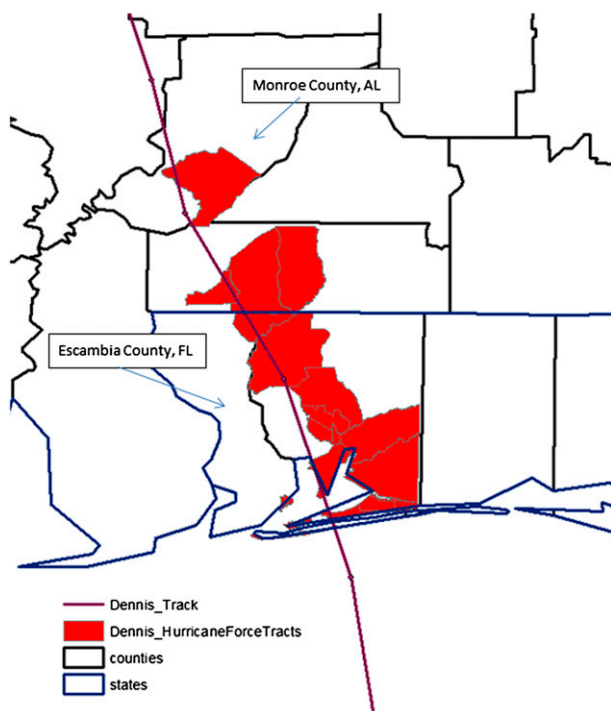 Monroe County, AL
Escambia County, FL
Dennis_Track
Dennis_HurricaneForceTracts
counties
states